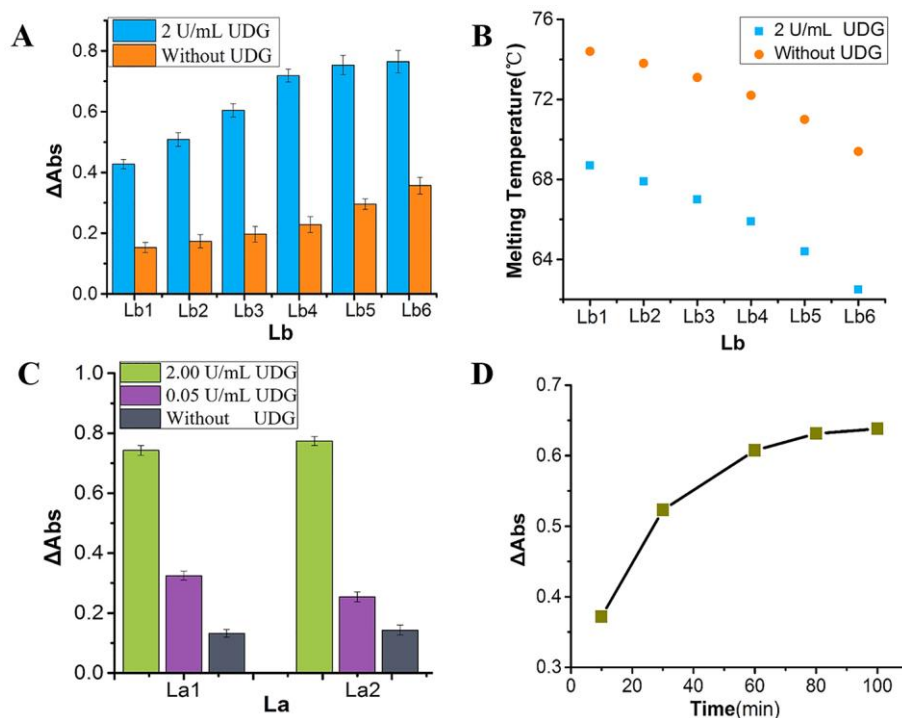 A
2 U/mL UDG
Without UDG
ΔAbs
0.8
0.6
0.4
0.2
0.0
Lb1 Lb2 Lb3 Lb4 Lb5 Lb6
Lb
B
2 U/mL UDG
Without UDG
Melting Temperature(℃)
76
72
68
64
Lb1 Lb2 Lb3 Lb4 Lb5 Lb6
Lb
C
2.00 U/mL UDG
0.05 U/mL UDG
Without UDG
ΔAbs
1.0
0.8
0.6
0.4
0.2
0.0
La1 La2
La
D
ΔAbs
0.7
0.6
0.5
0.4
0.3
0 20 40 60 80 100
Time(min)